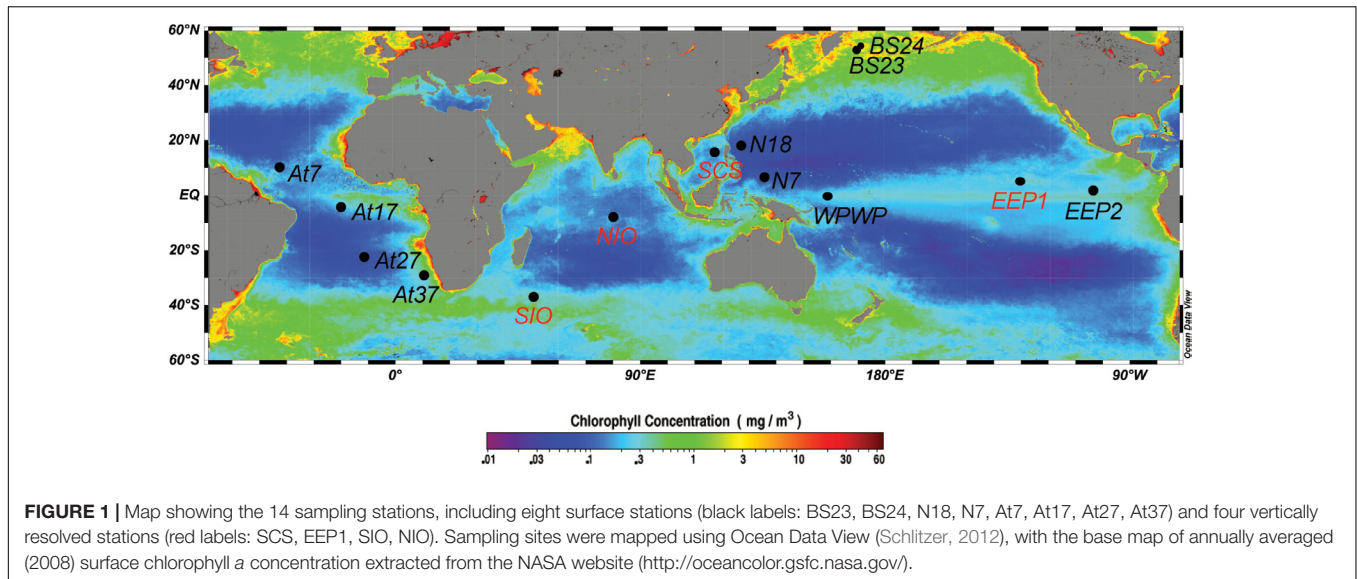 60°N
40°N
20°N
EQ
20°S
40°S
60°S
BS24
BS23
N18
SCS
At7
N7
At17
WPWP
EEP1
EEP2
NIO
At27
At37
SIO
Ocean Data View
0°
90°E
180°E
90°W
Chlorophyll Concentration ( mg / m³ )
.01 .03 .1 .3 1 3 10 30 60
FIGURE 1 | Map showing the 14 sampling stations, including eight surface stations (black labels: BS23, BS24, N18, N7, At7, At17, At27, At37) and four vertically
resolved stations (red labels: SCS, EEP1, SIO, NIO). Sampling sites were mapped using Ocean Data View (Schlitzer, 2012), with the base map of annually averaged
(2008) surface chlorophyll a concentration extracted from the NASA website (http://oceancolor.gsfc.nasa.gov/).